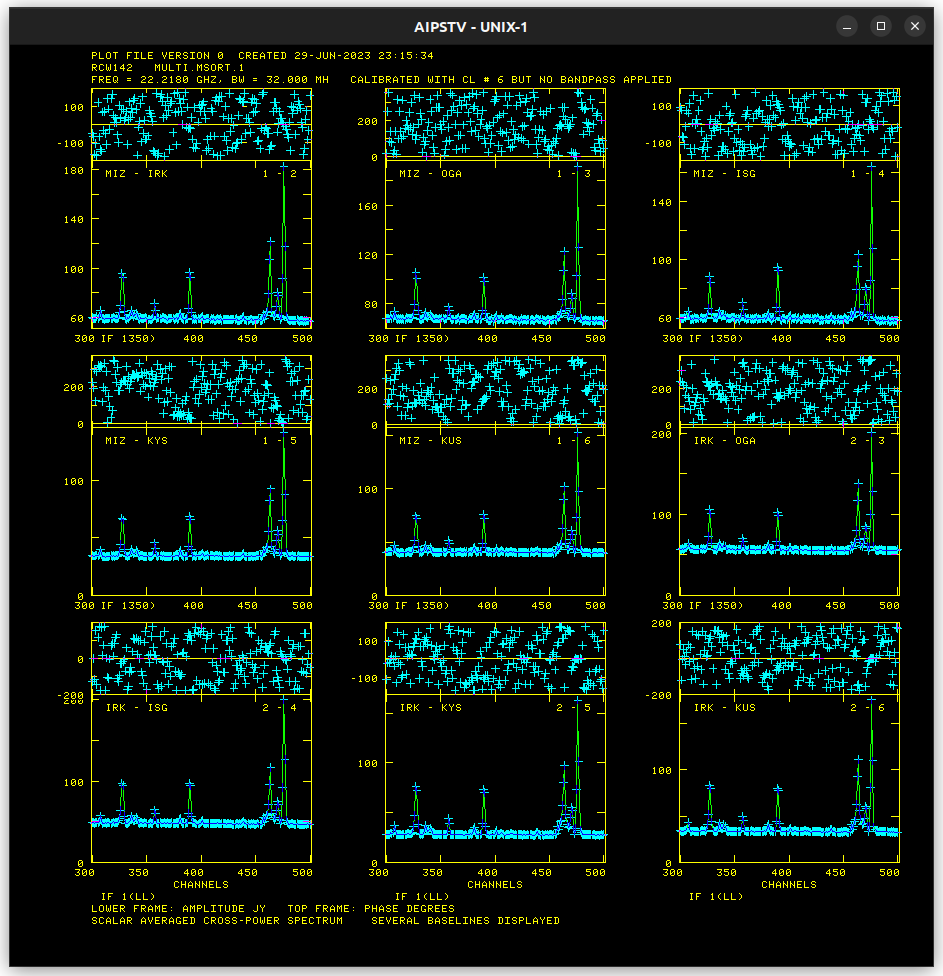 AIPSTV - UNIX-1
PLOT FILE VERSION 0 CREATED 29-JUN-2023 23:15:34
RCW142 MULTI.MSORT.1
FREQ = 22.2180 GHZ, BW = 32.000 MH CALIBRATED WITH CL # 6 BUT NO BANDPASS APPLIED
100 200 100
-100 0 -100
180 MIZ - IRK 1 - 2 MIZ - OGA 1 - 3 MIZ - ISG 1 - 4
140 160 140
100 120 100
60 80 60
300 IF 1350) 400 450 500 300 IF 1350) 400 450 500 300 IF 1350) 400 450 500
200 200 200
0 0 0
MIZ - KYS 1 - 5 MIZ - KUS 1 - 6 200 IRK - OGA 2 - 3
100 100 100
0 0 0
300 IF 1350) 400 450 500 300 IF 1350) 400 450 500 300 IF 1350) 400 450 500
200
0 100 0
-200 -100 -200
200 IRK - ISG 2 - 4 IRK - KYS 2 - 5 IRK - KUS 2 - 6
100 100 100
0 0 0
300 350 400 450 500 300 350 400 450 500 300 350 400 450 500
CHANNELS CHANNELS CHANNELS
IF 1(LL) IF 1(LL) IF 1(LL)
LOWER FRAME: AMPLITUDE JY TOP FRAME: PHASE DEGREES
SCALAR AVERAGED CROSS-POWER SPECTRUM SEVERAL BASELINES DISPLAYED